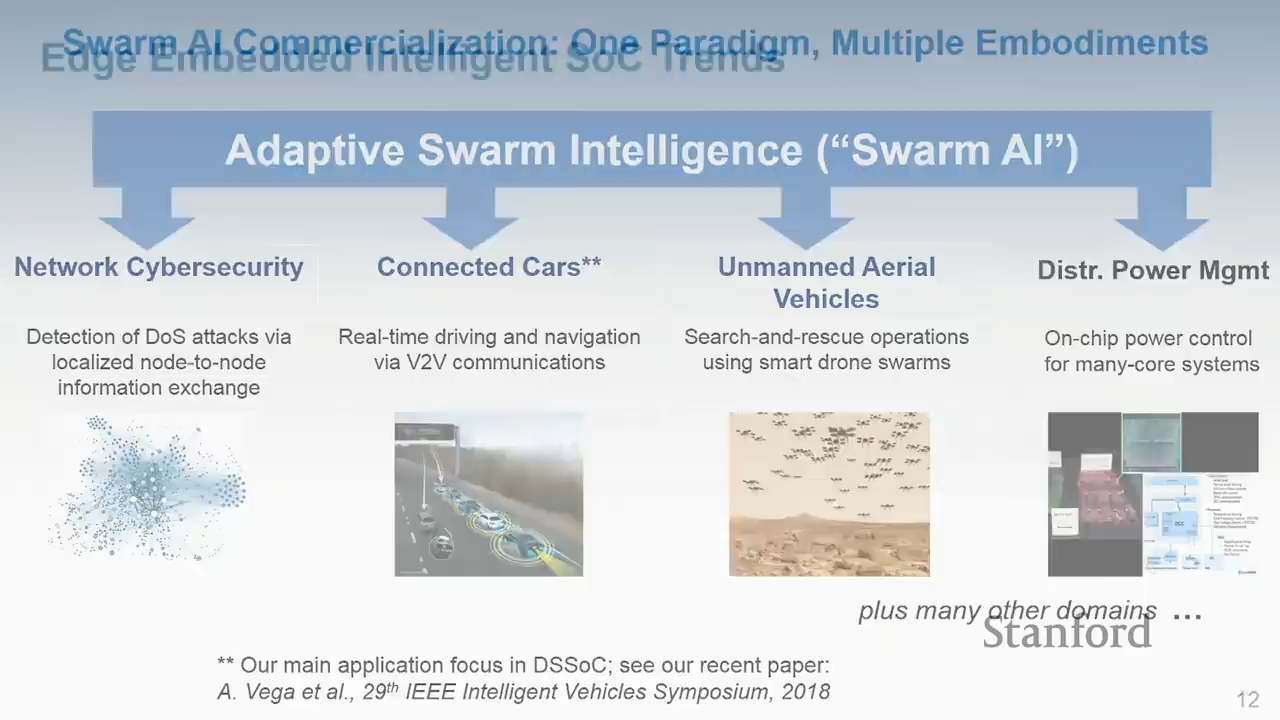 Swarm AI Commercialization: One Paradigm, Multiple Embodiments
Edge Embedded Intelligent SoC Trends
Adaptive Swarm Intelligence (“Swarm AI”)
Network Cybersecurity
Detection of DoS attacks via
localized node-to-node
information exchange
Connected Cars**
Real-time driving and navigation
via V2V communications
Unmanned Aerial
Vehicles
Search-and-rescue operations
using smart drone swarms
Distr. Power Mgmt
On-chip power control
for many-core systems
plus many other domains ...
Stanford
** Our main application focus in DSSoC; see our recent paper:
A. Vega et al., 29th IEEE Intelligent Vehicles Symposium, 2018
12